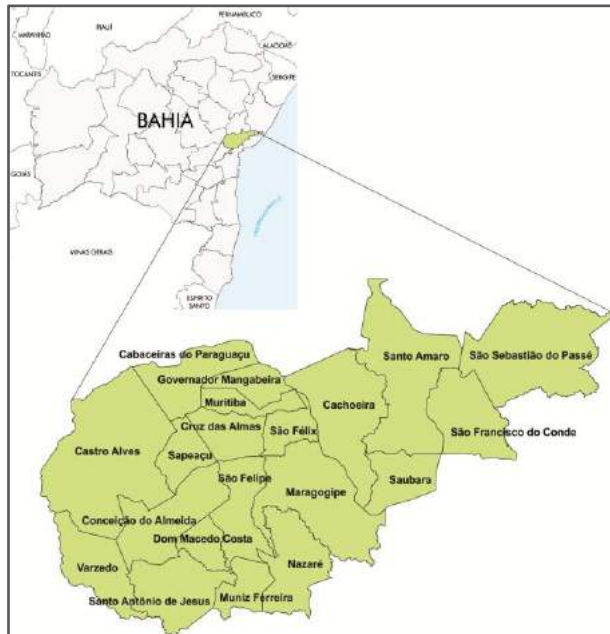 PERNAMBUCO
PIAUÍ
MARANHÃO
ALAGOAS
TOCANTINS
SERGIPE
BAHIA
GOIÁS
MINAS GERAIS
ESPIRITO
SANTO
Cabaceiras do Paraguaçu
Santo Amaro
São Sebastião do Passé
Governador Mangabeira
Muritiba
Cachoeira
Cruz das Almas
São Félix
São Francisco do Conde
Castro Alves
Sapeaçu
São Felipe
Saubara
Maragogipe
Conceição do Almeida
Dom Macedo Costa
Nazaré
Varzedo
Santo Antônio de Jesus
Muniz Ferreira